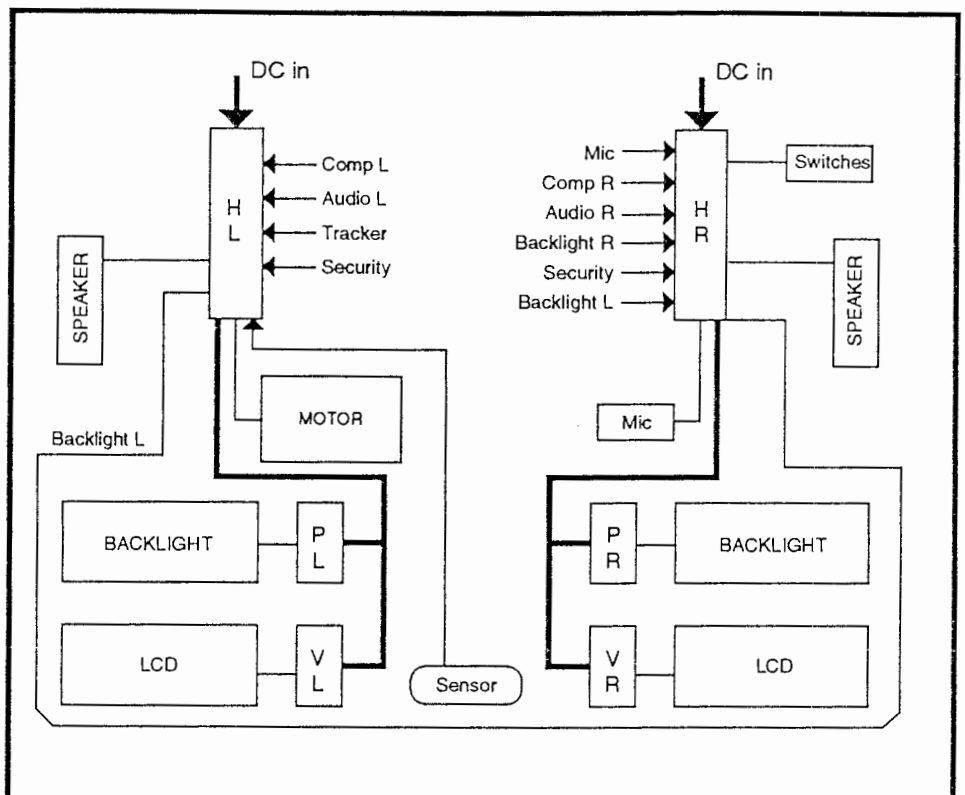 DC in
H
L
Comp L
Audio L
Tracker
Security
SPEAKER
MOTOR
Backlight L
BACKLIGHT
P
L
LCD
V
L
Sensor
DC in
Mic
Comp R
Audio R
Backlight R
Security
Backlight L
H
R
Switches
SPEAKER
Mic
P
R
BACKLIGHT
V
R
LCD